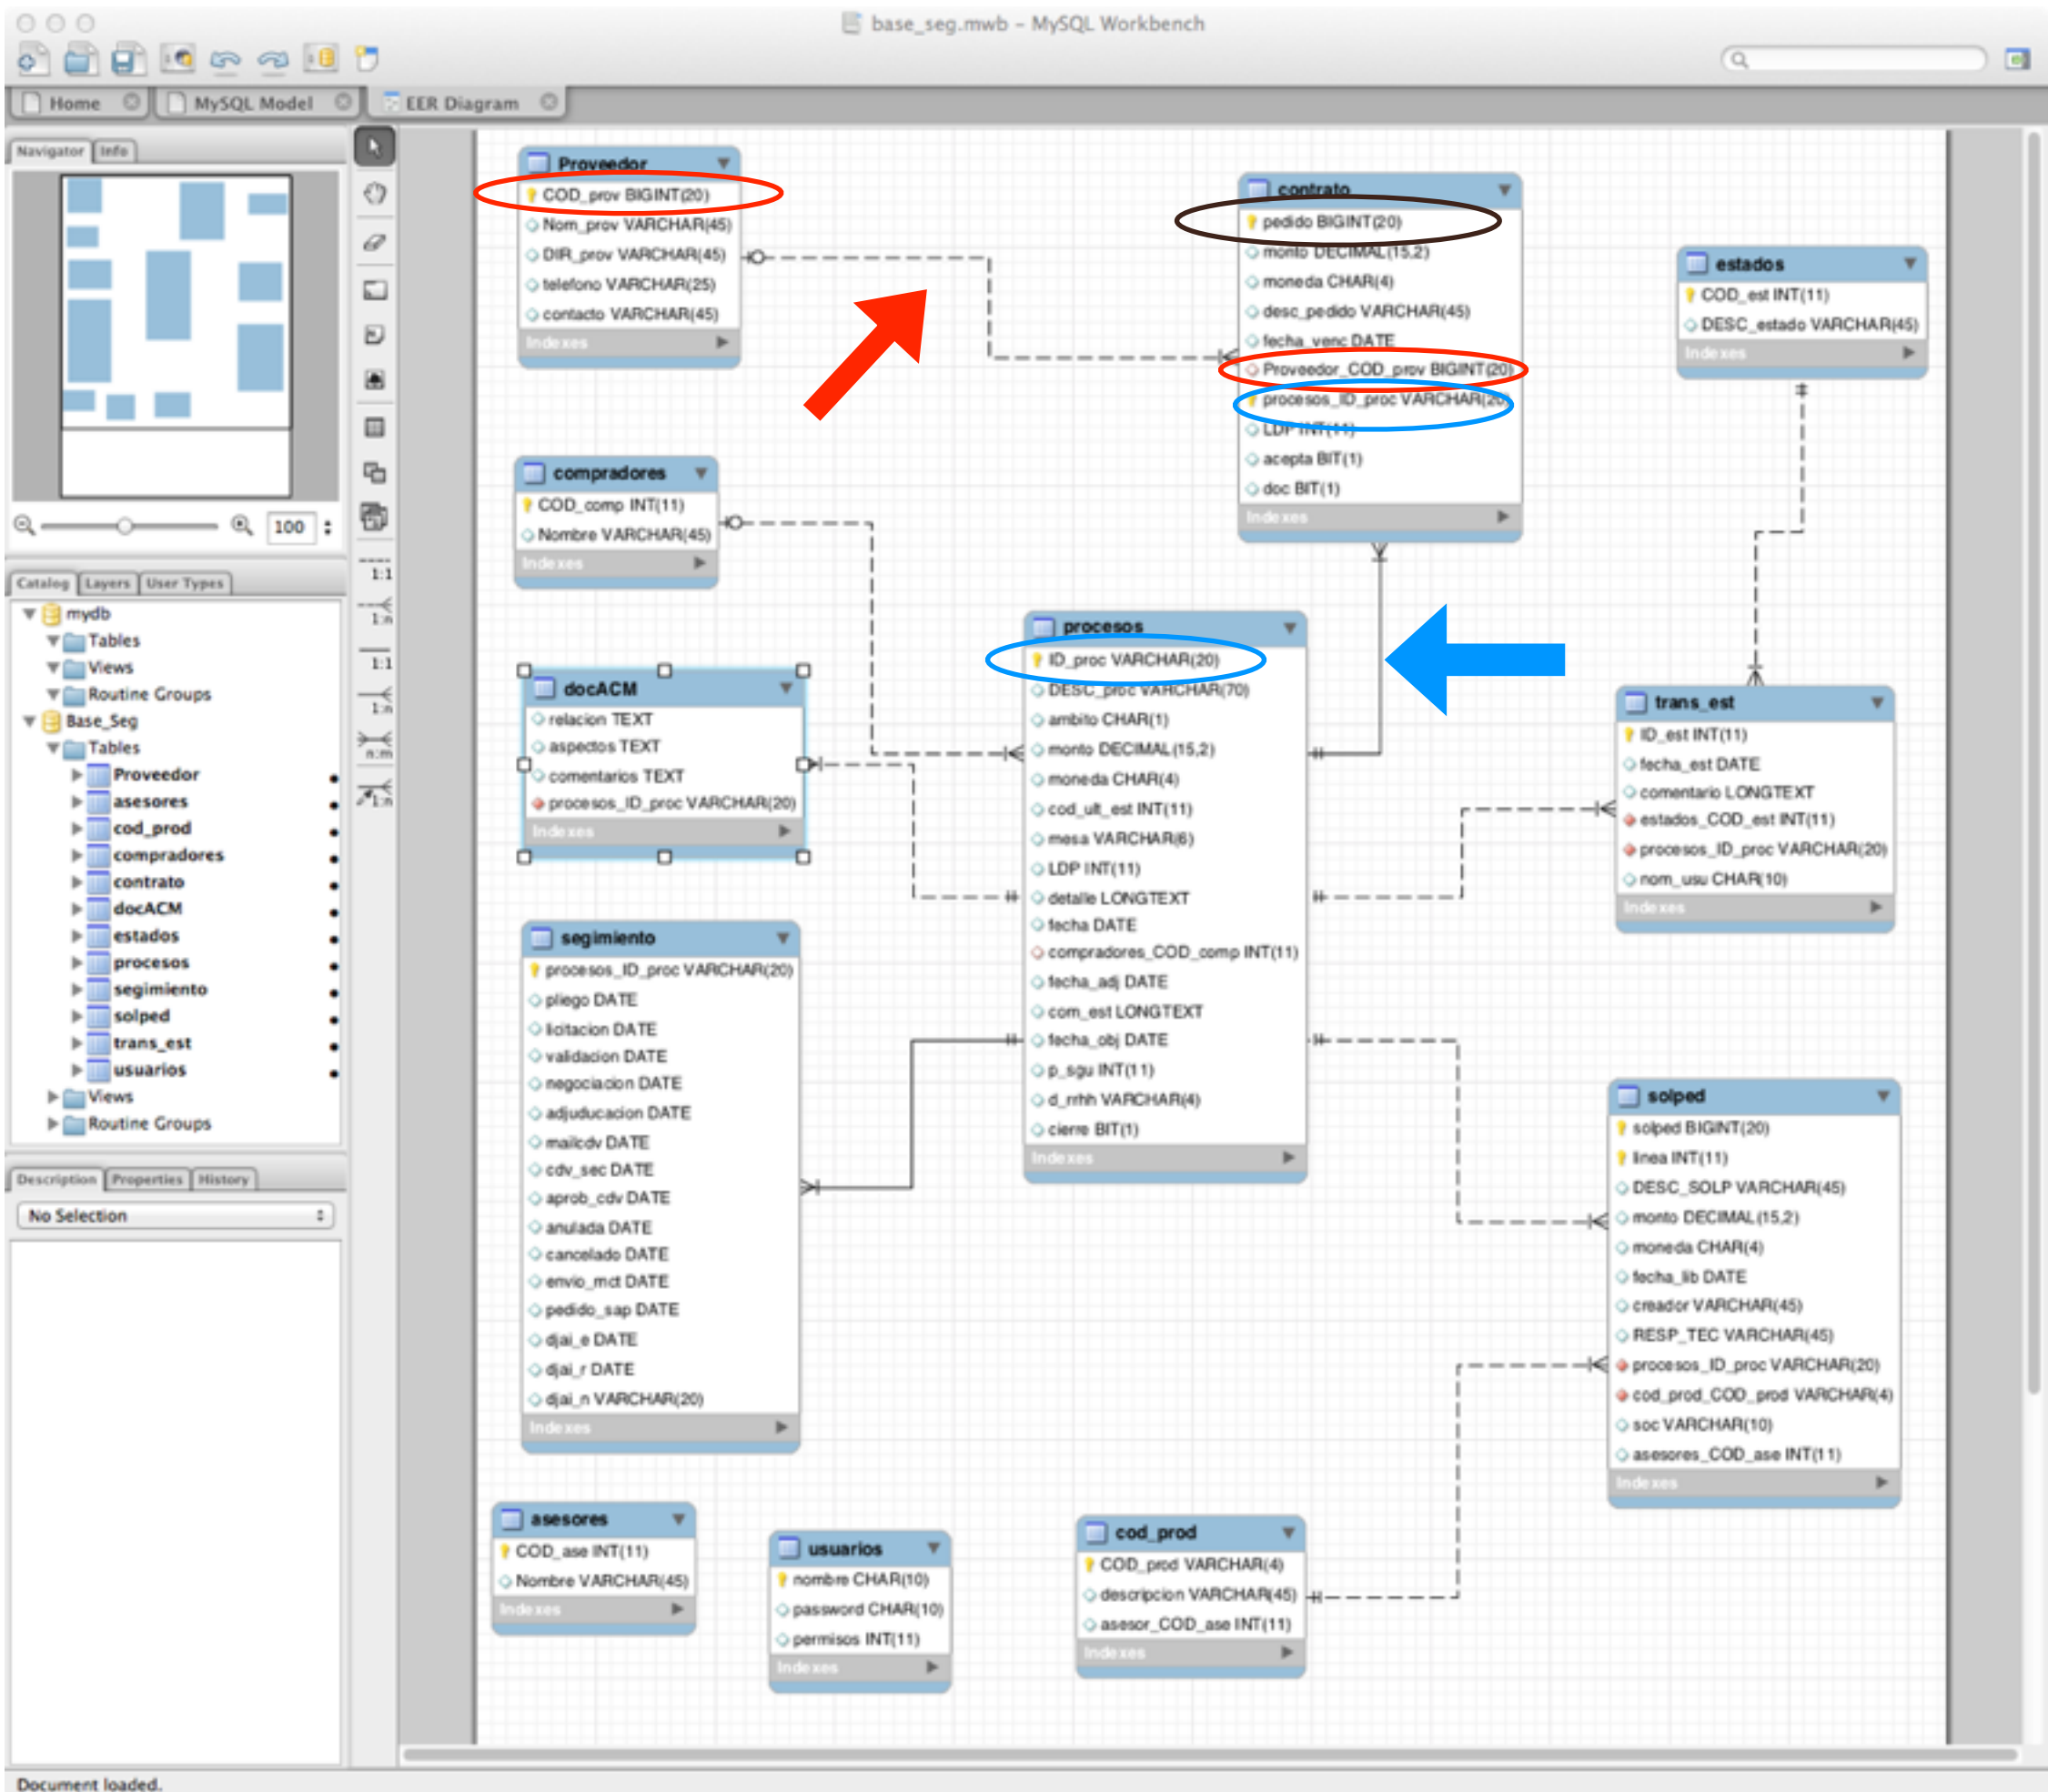 base_seg.mwb – MySQL Workbench
Home
MySQL Model
EER Diagram
Navigator
Info
100
Catalog
Layers
User Types
mydb
Tables
Views
Routine Groups
Base_Seg
Tables
Proveedor
asesores
cod_prod
compradores
contrato
docACM
estados
procesos
segimiento
solped
trans_est
usuarios
Views
Routine Groups
Description
Properties
History
No Selection
1:1
1:n
1:1
1:n
n:m
1:n
Proveedor
COD_prov BIGINT(20)
Nom_prov VARCHAR(45)
DIR_prov VARCHAR(45)
telefono VARCHAR(25)
contacto VARCHAR(45)
Indexes
contrato
pedido BIGINT(20)
monto DECIMAL(15,2)
moneda CHAR(4)
desc_pedido VARCHAR(45)
fecha_venc DATE
Proveedor_COD_prov BIGINT(20)
procesos_ID_proc VARCHAR(20)
LDP INT(11)
acepta BIT(1)
doc BIT(1)
Indexes
estados
COD_est INT(11)
DESC_estado VARCHAR(45)
Indexes
compradores
COD_comp INT(11)
Nombre VARCHAR(45)
Indexes
docACM
relacion TEXT
aspectos TEXT
comentarios TEXT
procesos_ID_proc VARCHAR(20)
Indexes
procesos
ID_proc VARCHAR(20)
DESC_proc VARCHAR(70)
ambito CHAR(1)
monto DECIMAL(15,2)
moneda CHAR(4)
cod_ult_est INT(11)
mesa VARCHAR(6)
LDP INT(11)
detalle LONGTEXT
fecha DATE
compradores_COD_comp INT(11)
fecha_adj DATE
com_est LONGTEXT
fecha_obj DATE
p_sgu INT(11)
d_rrhh VARCHAR(4)
cierre BIT(1)
Indexes
trans_est
ID_est INT(11)
fecha_est DATE
comentario LONGTEXT
estados_COD_est INT(11)
procesos_ID_proc VARCHAR(20)
nom_usu CHAR(10)
Indexes
segimiento
procesos_ID_proc VARCHAR(20)
pliego DATE
licitacion DATE
validacion DATE
negociacion DATE
adjuducacion DATE
mailcdv DATE
cdv_sec DATE
aprob_cdv DATE
anulada DATE
cancelado DATE
envio_mct DATE
pedido_sap DATE
djai_e DATE
djai_r DATE
djai_n VARCHAR(20)
Indexes
solped
solped BIGINT(20)
linea INT(11)
DESC_SOLP VARCHAR(45)
monto DECIMAL(15,2)
moneda CHAR(4)
fecha_lib DATE
creador VARCHAR(45)
RESP_TEC VARCHAR(45)
procesos_ID_proc VARCHAR(20)
cod_prod_COD_prod VARCHAR(4)
soc VARCHAR(10)
asesores_COD_ase INT(11)
Indexes
asesores
COD_ase INT(11)
Nombre VARCHAR(45)
Indexes
usuarios
nombre CHAR(10)
password CHAR(10)
permisos INT(11)
Indexes
cod_prod
COD_prod VARCHAR(4)
descripcion VARCHAR(45)
asesor_COD_ase INT(11)
Indexes
Document loaded.